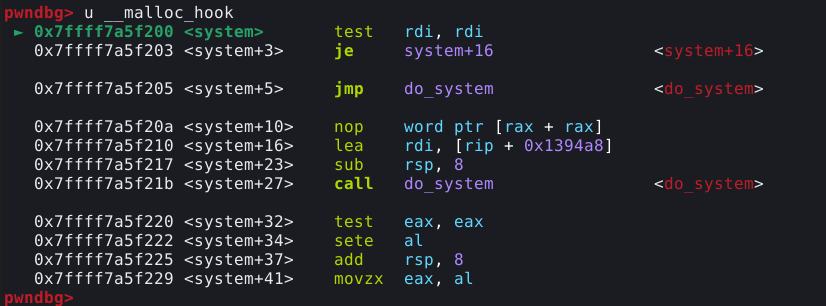 pwndbg> u __malloc_hook
► 0x7ffff7a5f200 <system> test rdi, rdi
0x7ffff7a5f203 <system+3> je system+16 <system+16>
0x7ffff7a5f205 <system+5> jmp do_system <do_system>
0x7ffff7a5f20a <system+10> nop word ptr [rax + rax]
0x7ffff7a5f210 <system+16> lea rdi, [rip + 0x1394a8]
0x7ffff7a5f217 <system+23> sub rsp, 8
0x7ffff7a5f21b <system+27> call do_system <do_system>
0x7ffff7a5f220 <system+32> test eax, eax
0x7ffff7a5f222 <system+34> sete al
0x7ffff7a5f225 <system+37> add rsp, 8
0x7ffff7a5f229 <system+41> movzx eax, al
pwndbg>